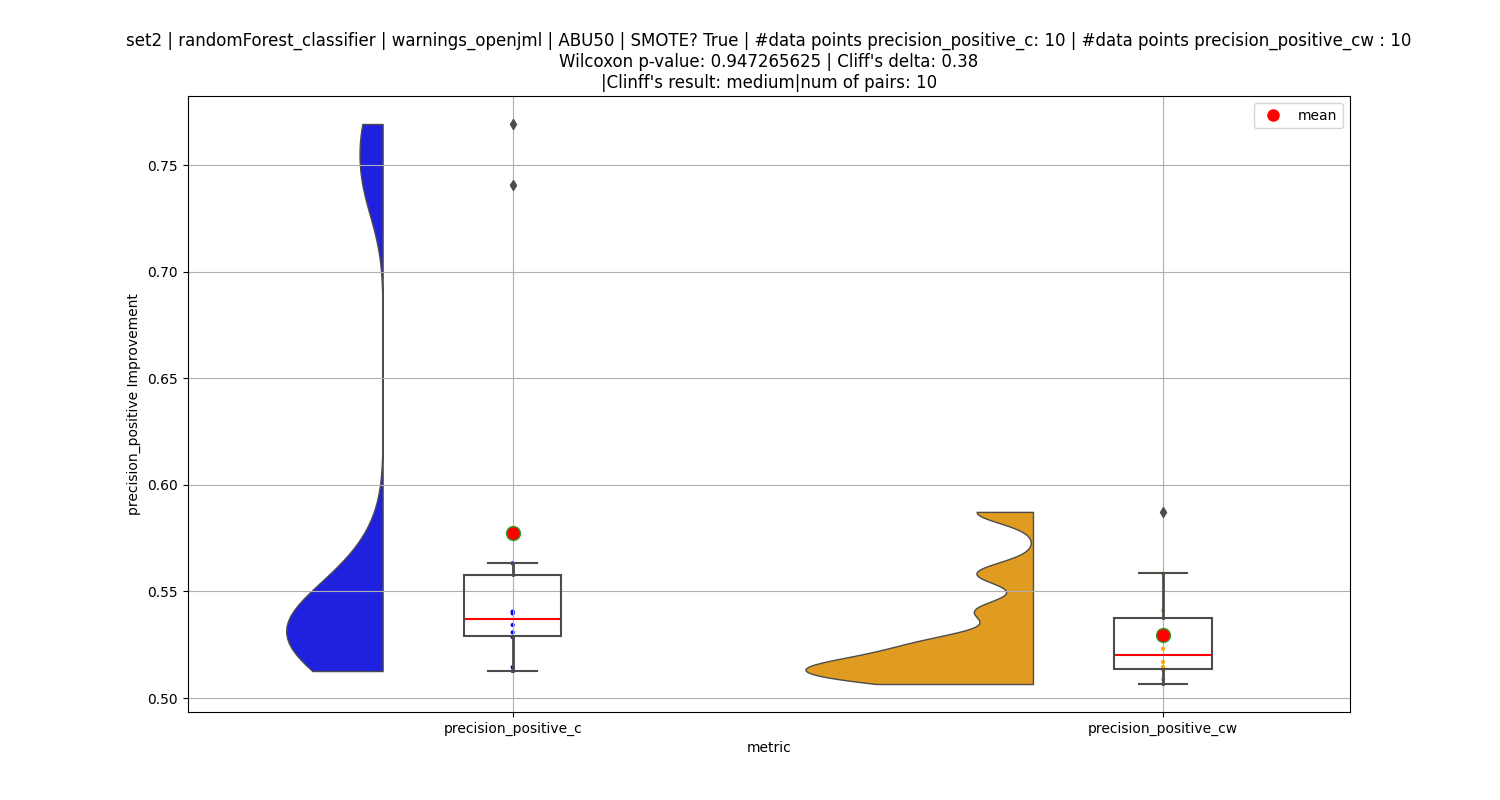 set2 | randomForest_classifier | warnings_openjml | ABU50 | SMOTE? True | #data points precision_positive_c: 10 | #data points precision_positive_cw : 10
Wilcoxon p-value: 0.947265625 | Cliff's delta: 0.38
|Clinff's result: medium|num of pairs: 10
mean
0.75
0.70
0.65
0.60
0.55
0.50
precision_positive Improvement
precision_positive_c
precision_positive_cw
metric